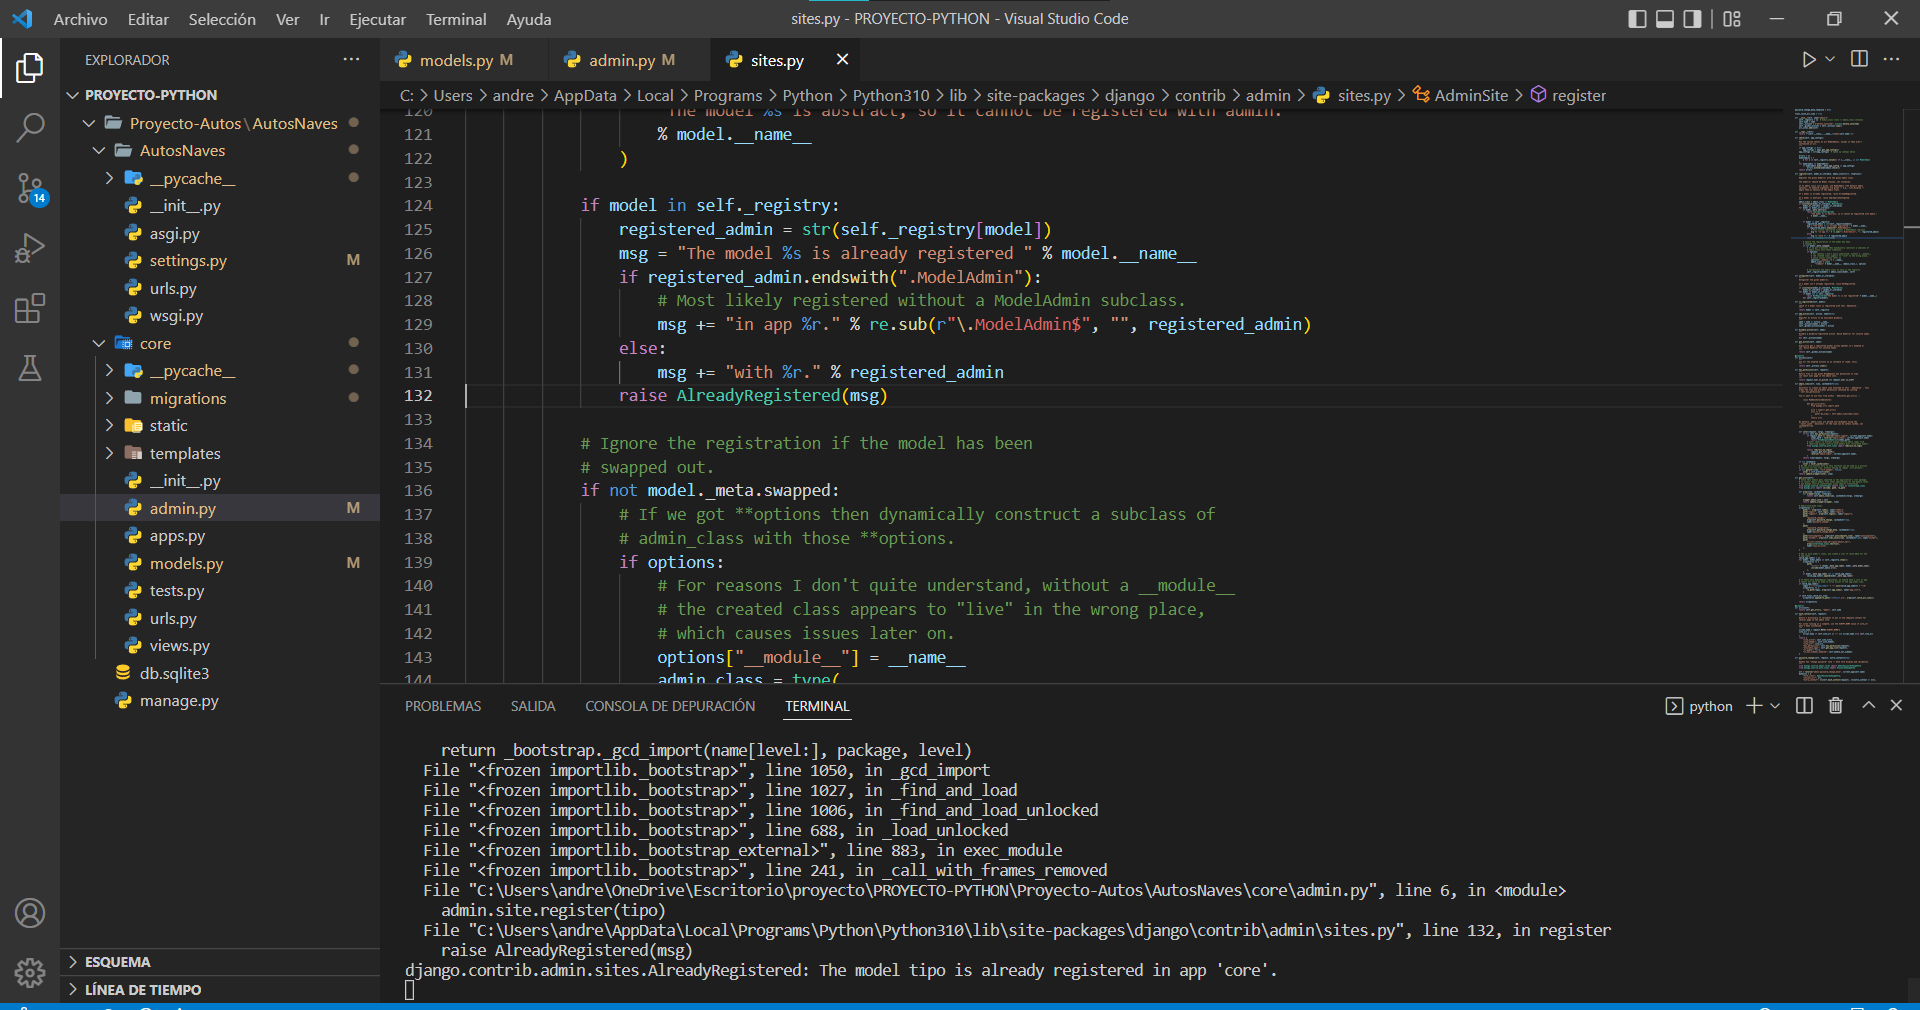 Archivo Editar Selección Ver Ir Ejecutar Terminal Ayuda
sites.py - PROYECTO-PYTHON - Visual Studio Code
EXPLORADOR
PROYECTO-PYTHON
Proyecto-Autos\AutosNaves
AutosNaves
__pycache__
__init__.py
asgi.py
settings.py M
urls.py
wsgi.py
core
__pycache__
migrations
static
templates
__init__.py
admin.py M
apps.py
models.py M
tests.py
urls.py
views.py
db.sqlite3
manage.py
ESQUEMA
LÍNEA DE TIEMPO
14
models.py M admin.py M sites.py
C: > Users > andre > AppData > Local > Programs > Python > Python310 > lib > site-packages > django > contrib > admin > sites.py > AdminSite > register
120 "The model %s is abstract, so it cannot be registered with admin."
121 % model.__name__
122 )
123
124 if model in self._registry:
125 registered_admin = str(self._registry[model])
126 msg = "The model %s is already registered " % model.__name__
127 if registered_admin.endswith(".ModelAdmin"):
128 # Most likely registered without a ModelAdmin subclass.
129 msg += "in app %r." % re.sub(r"\.ModelAdmin$", "", registered_admin)
130 else:
131 msg += "with %r." % registered_admin
132 raise AlreadyRegistered(msg)
133
134 # Ignore the registration if the model has been
135 # swapped out.
136 if not model._meta.swapped:
137 # If we got **options then dynamically construct a subclass of
138 # admin_class with those **options.
139 if options:
140 # For reasons I don't quite understand, without a __module__
141 # the created class appears to "live" in the wrong place,
142 # which causes issues later on.
143 options["__module__"] = __name__
144 admin_class = type(
PROBLEMAS SALIDA CONSOLA DE DEPURACIÓN TERMINAL
python
return _bootstrap._gcd_import(name[level:], package, level)
File "<frozen importlib._bootstrap>", line 1050, in _gcd_import
File "<frozen importlib._bootstrap>", line 1027, in _find_and_load
File "<frozen importlib._bootstrap>", line 1006, in _find_and_load_unlocked
File "<frozen importlib._bootstrap>", line 688, in _load_unlocked
File "<frozen importlib._bootstrap_external>", line 883, in exec_module
File "<frozen importlib._bootstrap>", line 241, in _call_with_frames_removed
File "C:\Users\andre\OneDrive\Escritorio\proyecto\PROYECTO-PYTHON\Proyecto-Autos\AutosNaves\core\admin.py", line 6, in <module>
admin.site.register(tipo)
File "C:\Users\andre\AppData\Local\Programs\Python\Python310\lib\site-packages\django\contrib\admin\sites.py", line 132, in register
raise AlreadyRegistered(msg)
django.contrib.admin.sites.AlreadyRegistered: The model tipo is already registered in app 'core'.